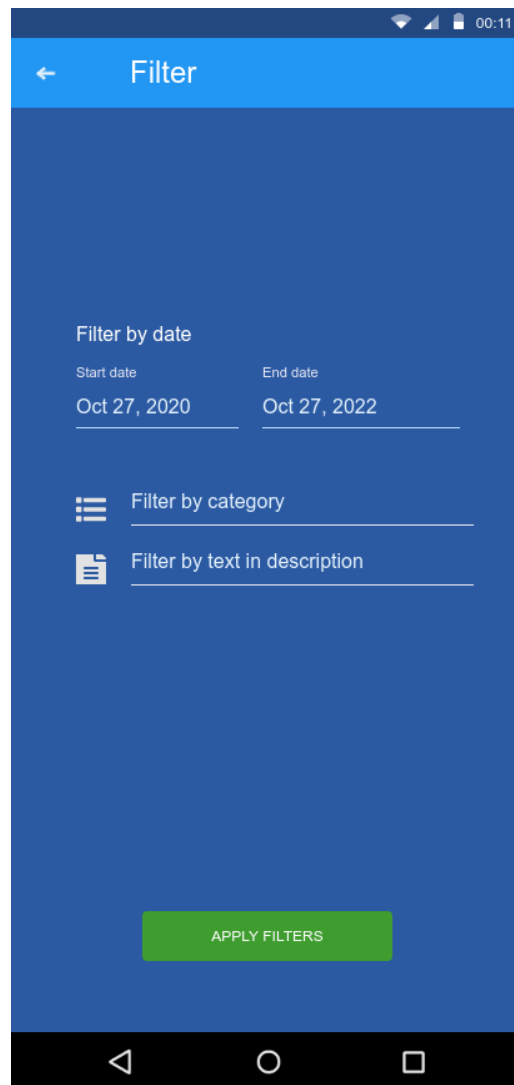 00:11
Filter
Filter by date
Start date End date
Oct 27, 2020 Oct 27, 2022
Filter by category
Filter by text in description
APPLY FILTERS